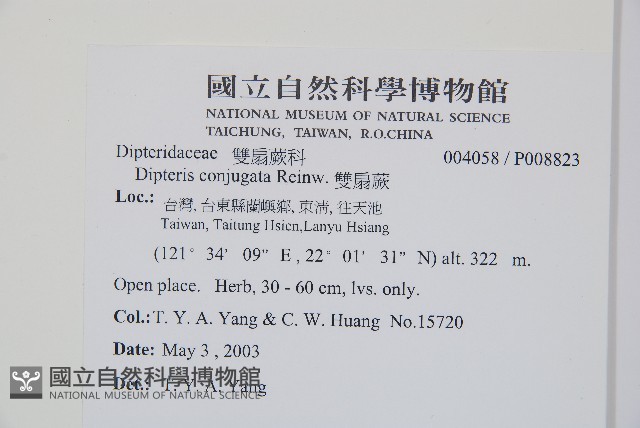 國立自然科學博物館
NATIONAL MUSEUM OF NATURAL SCIENCE
TAICHUNG, TAIWAN, R.O.CHINA
Dipteridaceae 雙扇蕨科 004058 / P008823
Dipteris conjugata Reinw. 雙扇蕨
Loc.: 台灣, 台東縣蘭嶼鄉, 東清, 往天池
Taiwan, Taitung Hsien,Lanyu Hsiang
(121° 34′ 09″ E , 22° 01′ 31″ N) alt. 322 m.
Open place. Herb, 30 - 60 cm, lvs. only.
Col.: T. Y. A. Yang & C. W. Huang No.15720
Date: May 3 , 2003
Det.: T. Y. A. Yang
國立自然科學博物館
NATIONAL MUSEUM OF NATURAL SCIENCE